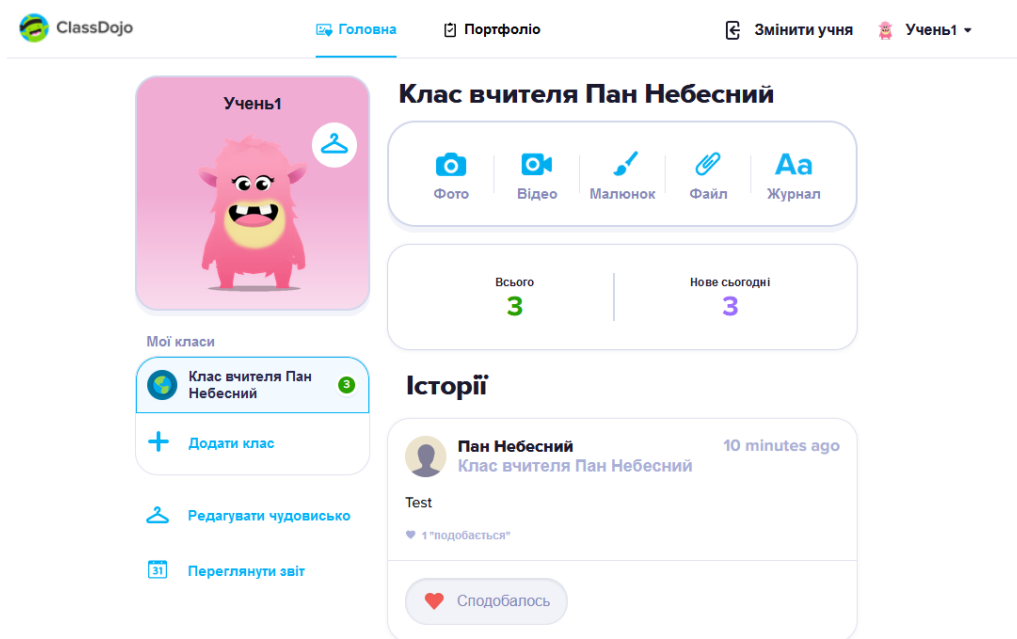 ClassDojo
Головна
Портфоліо
Змінити учня
Учень1
Учень1
Мої класи
Клас вчителя Пан
Небесний
3
Додати клас
Редагувати чудовисько
31
Переглянути звіт
Клас вчителя Пан Небесний
Фото
Відео
Малюнок
Файл
Aa
Журнал
Всього
3
Нове сьогодні
3
Історії
Пан Небесний
10 minutes ago
Клас вчителя Пан Небесний
Test
1 "подобається"
Сподобалось